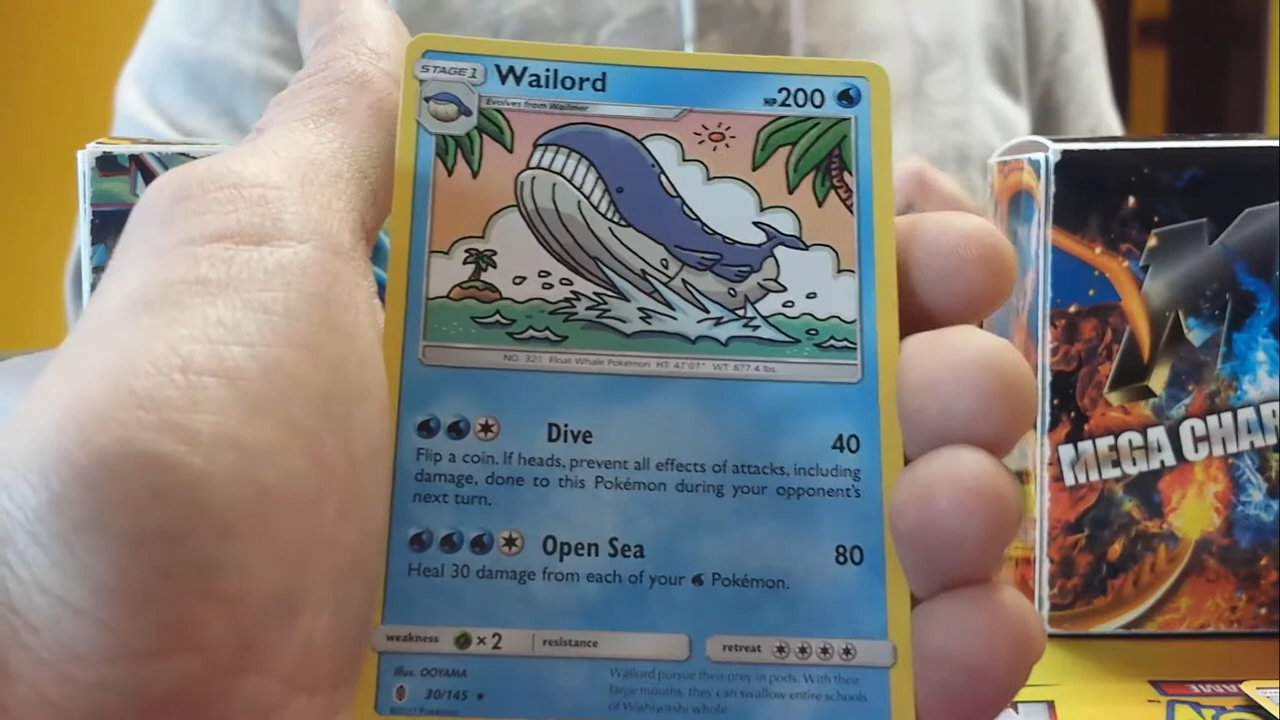 STAGE 1 Wailord HP 200
Evolves from Wailmer
NO. 321 Float Whale Pokémon HT: 47'07" WT: 877.4 lbs.
Dive 40
Flip a coin. If heads, prevent all effects of attacks, including
damage, done to this Pokémon during your opponent's
next turn.
Open Sea 80
Heal 30 damage from each of your Pokémon.
weakness ×2 resistance retreat
Illus. OOYAMA
30/145 ★
©2017 Pokémon
Wailord pursue their prey in pods. With their
large mouths, they can swallow entire schools
of Wishiwashi whole.
MEGA CHAR